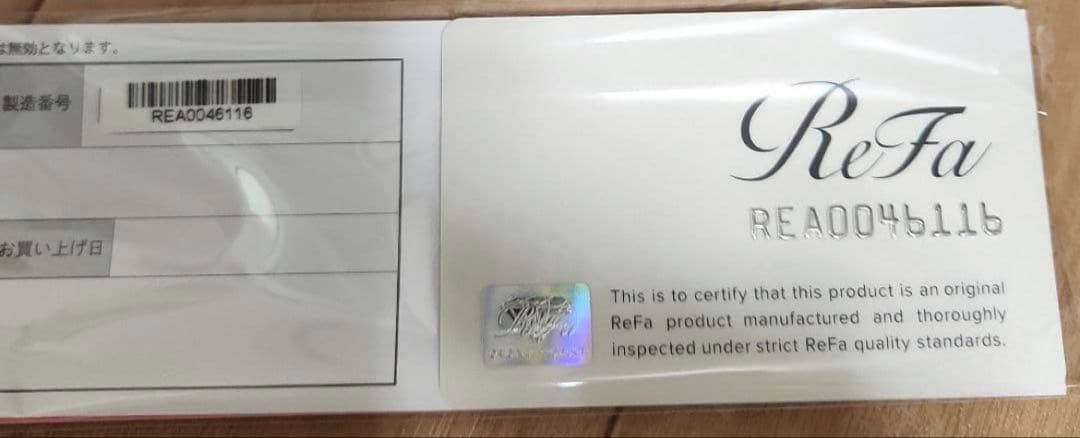 は無効となります。
製造番号
REA0046116
お買い上げ日
ReFa
REA0046116
ReFa
This is to certify that this product is an original
ReFa product manufactured and thoroughly
inspected under strict ReFa quality standards.